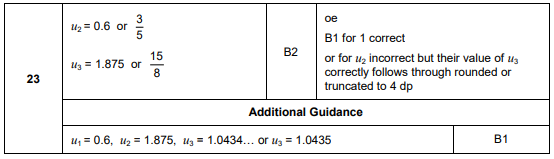 23
u₂ = 0.6 or 3/5
u₃ = 1.875 or 15/8
B2
oe
B1 for 1 correct
or for u₂ incorrect but their value of u₃
correctly follows through rounded or
truncated to 4 dp
Additional Guidance
u₁ = 0.6, u₂ = 1.875, u₃ = 1.0434… or u₃ = 1.0435
B1